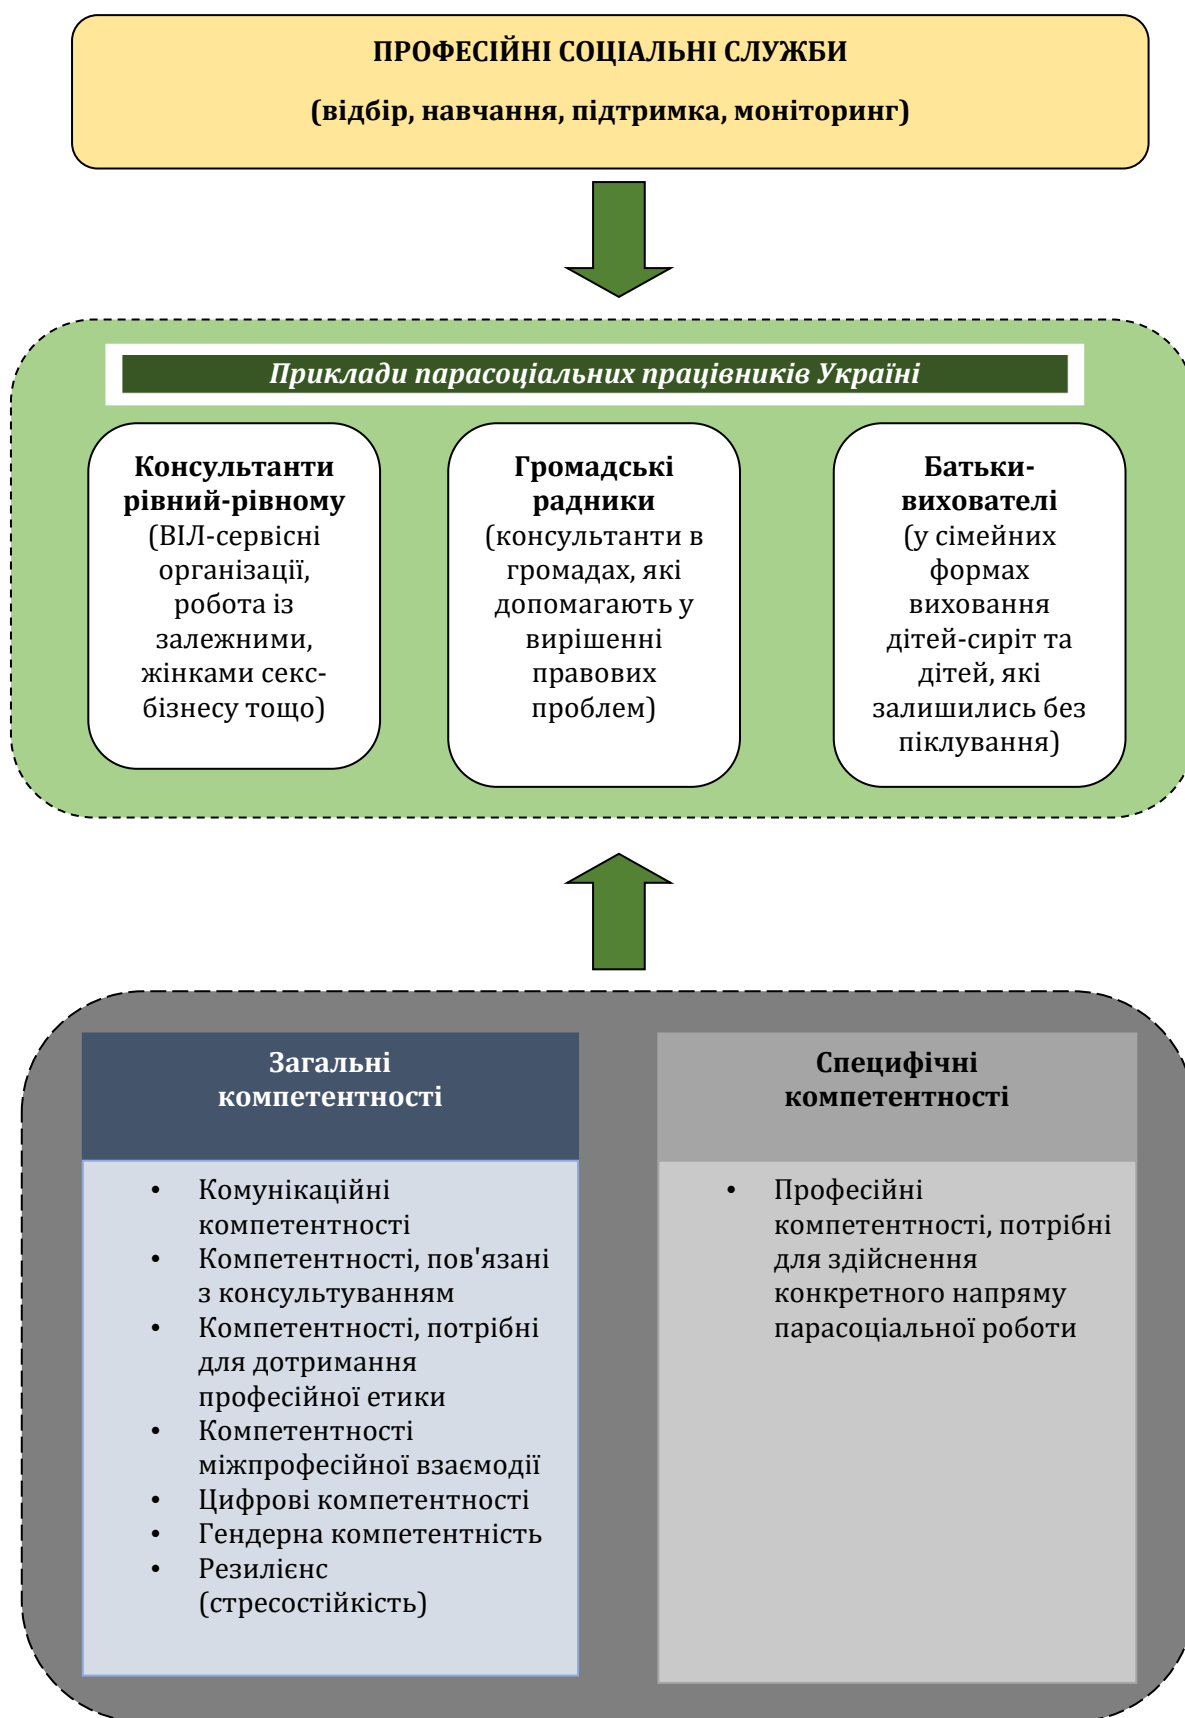 ПРОФЕСІЙНІ СОЦІАЛЬНІ СЛУЖБИ
(відбір, навчання, підтримка, моніторинг)
Приклади парасоціальних працівників Україні
Консультанти
рівний-рівному
(ВІЛ-сервісні
організації,
робота із
залежними,
жінками секс-
бізнесу тощо)
Громадські
радники
(консультанти в
громадах, які
допомагають у
вирішенні
правових
проблем)
Батьки-
вихователі
(у сімейних
формах
виховання
дітей-сиріт та
дітей, які
залишились без
піклування)
Загальні
компетентності
• Комунікаційні
компетентності
• Компетентності, пов'язані
з консультуванням
• Компетентності, потрібні
для дотримання
професійної етики
• Компетентності
міжпрофесійної взаємодії
• Цифрові компетентності
• Гендерна компетентність
• Резилієнс
(стресостійкість)
Специфічні
компетентності
• Професійні
компетентності, потрібні
для здійснення
конкретного напряму
парасоціальної роботи